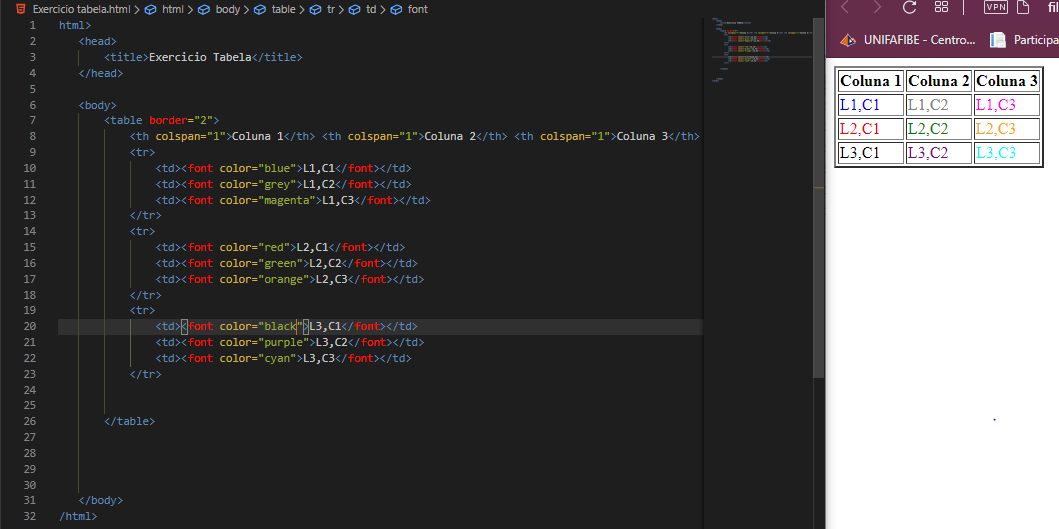 Exercicio tabela.html > html > body > table > tr > td > font
1 html>
2 <head>
3 <title>Exercicio Tabela</title>
4 </head>
5
6 <body>
7 <table border="2">
8 <th colspan="1">Coluna 1</th> <th colspan="1">Coluna 2</th> <th colspan="1">Coluna 3</th>
9 <tr>
10 <td><font color="blue">L1,C1</font></td>
11 <td><font color="grey">L1,C2</font></td>
12 <td><font color="magenta">L1,C3</font></td>
13 </tr>
14 <tr>
15 <td><font color="red">L2,C1</font></td>
16 <td><font color="green">L2,C2</font></td>
17 <td><font color="orange">L2,C3</font></td>
18 </tr>
19 <tr>
20 <td><font color="black">L3,C1</font></td>
21 <td><font color="purple">L3,C2</font></td>
22 <td><font color="cyan">L3,C3</font></td>
23 </tr>
24
25
26 </table>
27
28
29
30
31 </body>
32 /html>
VPN fil
UNIFAFIBE - Centro... Participa
Coluna 1 Coluna 2 Coluna 3
L1,C1 L1,C2 L1,C3
L2,C1 L2,C2 L2,C3
L3,C1 L3,C2 L3,C3